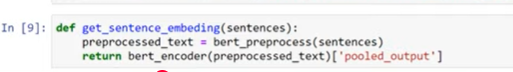 In [9]: def get_sentence_embeding(sentences):
preprocessed_text = bert_preprocess(sentences)
return bert_encoder(preprocessed_text)['pooled_output']